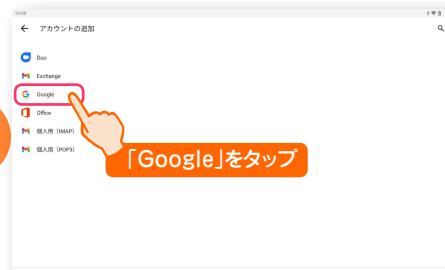 10:30
アカウントの追加
Duo
Exchange
Google
Office
個人用（IMAP）
個人用（POP3）
「Google」をタップ